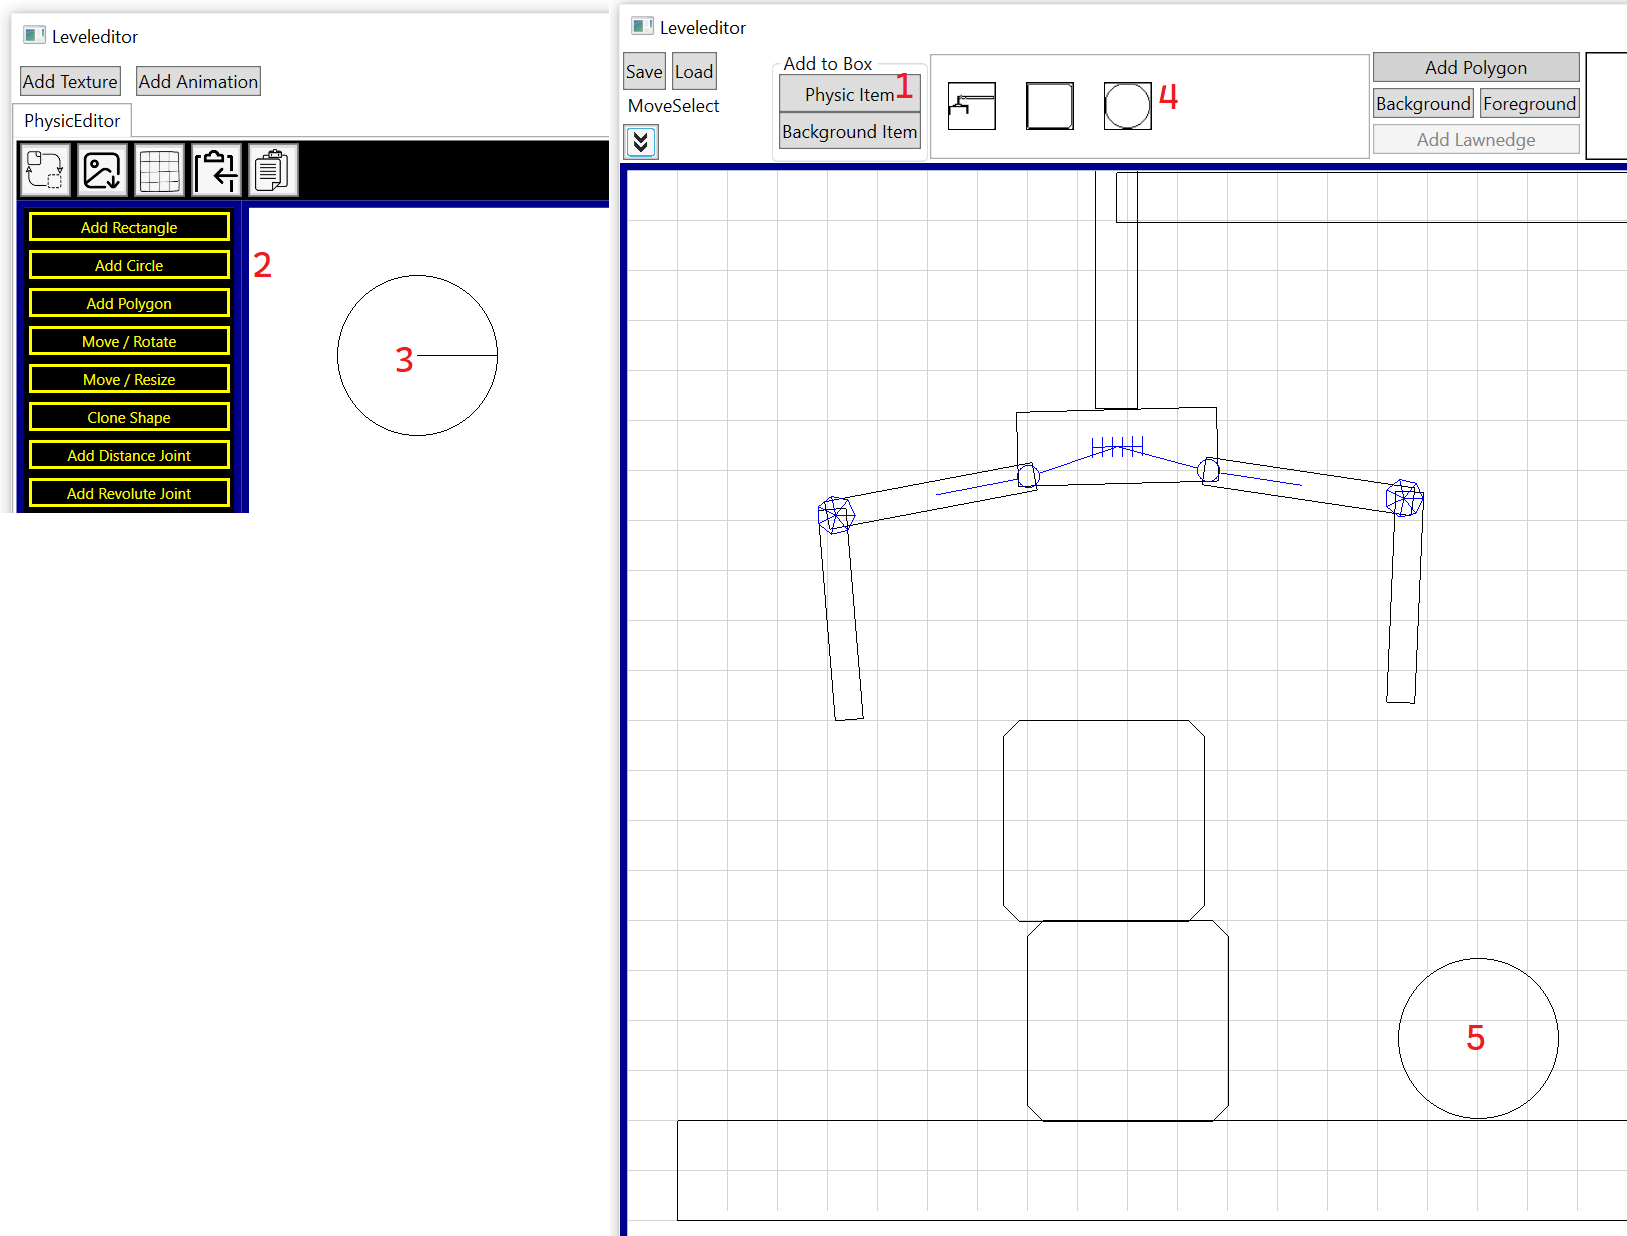 Leveleditor
Add Texture
Add Animation
PhysicEditor
Add Rectangle
Add Circle
2
Add Polygon
Move / Rotate
3
Move / Resize
Clone Shape
Add Distance Joint
Add Revolute Joint
Leveleditor
Save
Load
MoveSelect
Add to Box
Physic Item
1
Background Item
4
Add Polygon
Background
Foreground
Add Lawnedge
5